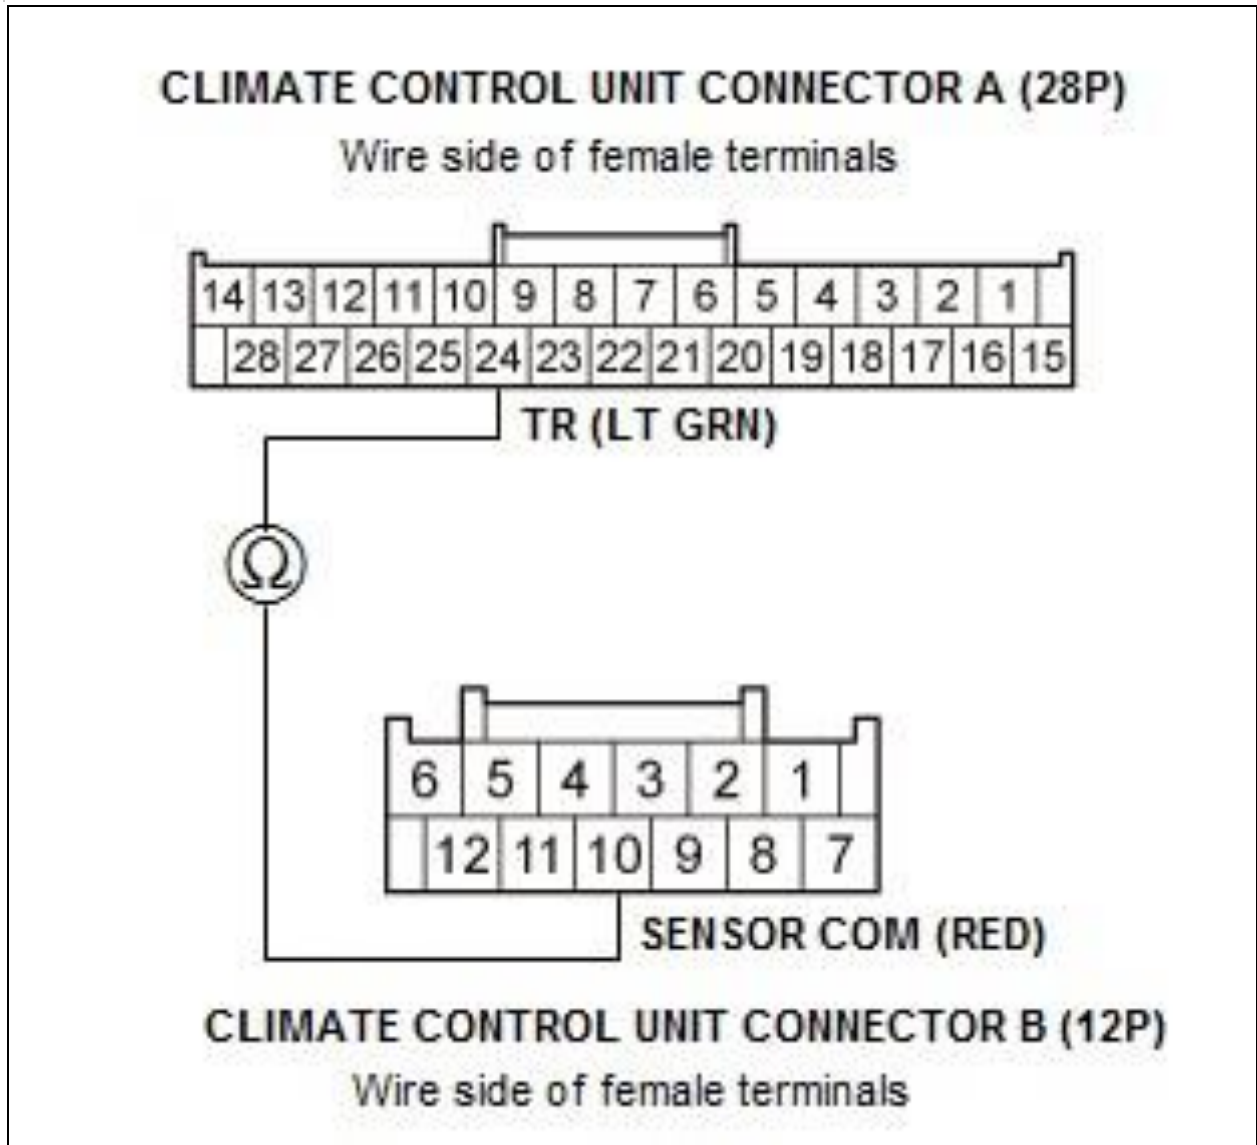 CLIMATE CONTROL UNIT CONNECTOR A (28P)
Wire side of female terminals
14 13 12 11 10 9 8 7 6 5 4 3 2 1
28 27 26 25 24 23 22 21 20 19 18 17 16 15
TR (LT GRN)
Ω
6 5 4 3 2 1
12 11 10 9 8 7
SENSOR COM (RED)
CLIMATE CONTROL UNIT CONNECTOR B (12P)
Wire side of female terminals